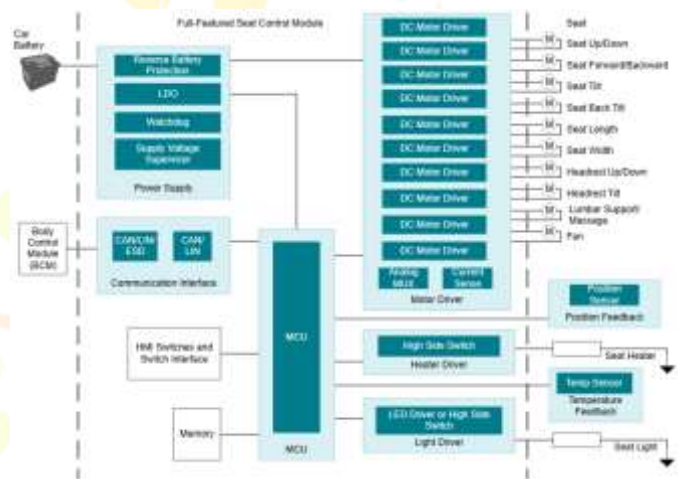 Full-Featured Seat Control Module
Seat
Car
Battery
Reverse Battery
Protection
LDO
Watchdog
Supply Voltage
Supervisor
Power Supply
DC Motor Driver
DC Motor Driver
DC Motor Driver
DC Motor Driver
DC Motor Driver
DC Motor Driver
DC Motor Driver
DC Motor Driver
DC Motor Driver
DC Motor Driver
Analog
MUX
Current
Sense
Motor Driver
M
Seat Up/Down
M
Seat Forward/Backward
M
Seat Tilt
M
Seat Back Tilt
M
Seat Length
M
Seat Width
M
Headrest Up/Down
M
Headrest Tilt
M
Lumbar Support/
Massage
M
Fan
Body
Control
Module
(BCM)
CAN/LIN/
ESD
CAN/
LIN
Communication Interface
MCU
MCU
HMI Switches and
Switch Interface
Memory
Position
Sensor
Position Feedback
High Side Switch
Heater Driver
Seat Heater
Temp Sensor
Temperature
Feedback
LED Driver or High Side
Switch
Light Driver
Seat Light